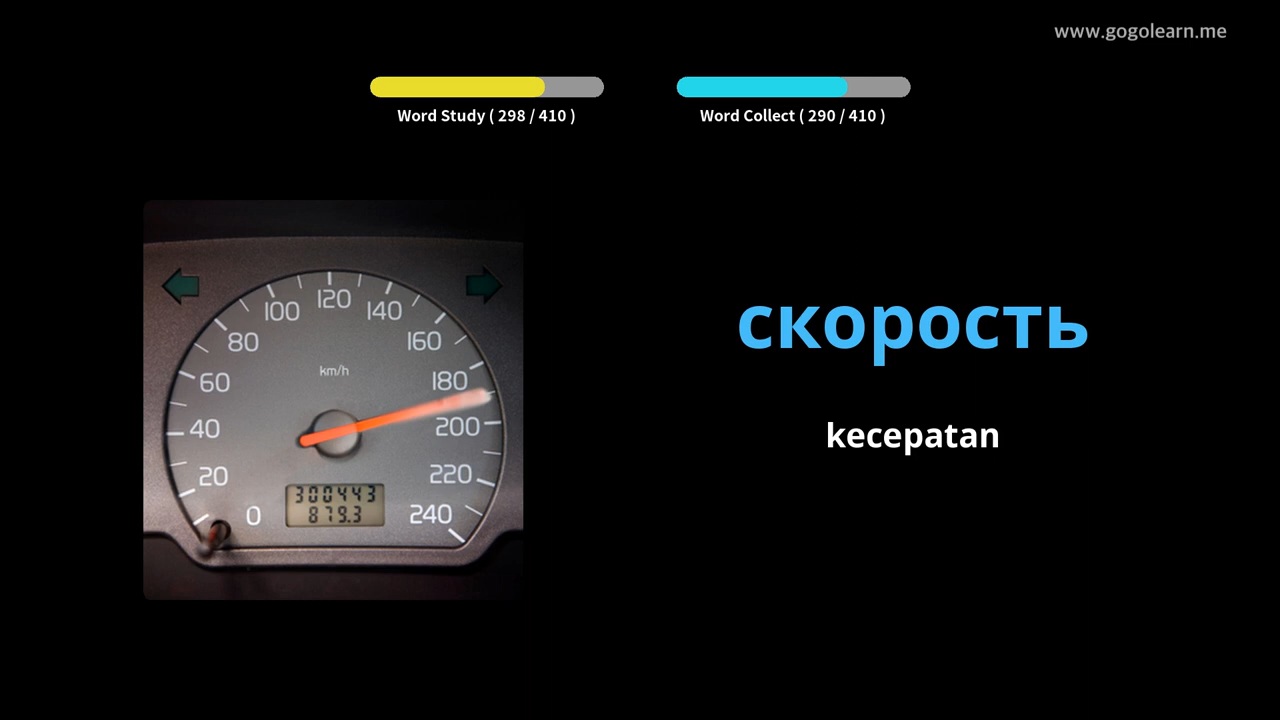 www.gogolearn.me
Word Study ( 298 / 410 )
Word Collect ( 290 / 410 )
120
100
140
80
160
km/h
60
180
40
200
20
220
300443
0
240
879.3
скорость
kecepatan